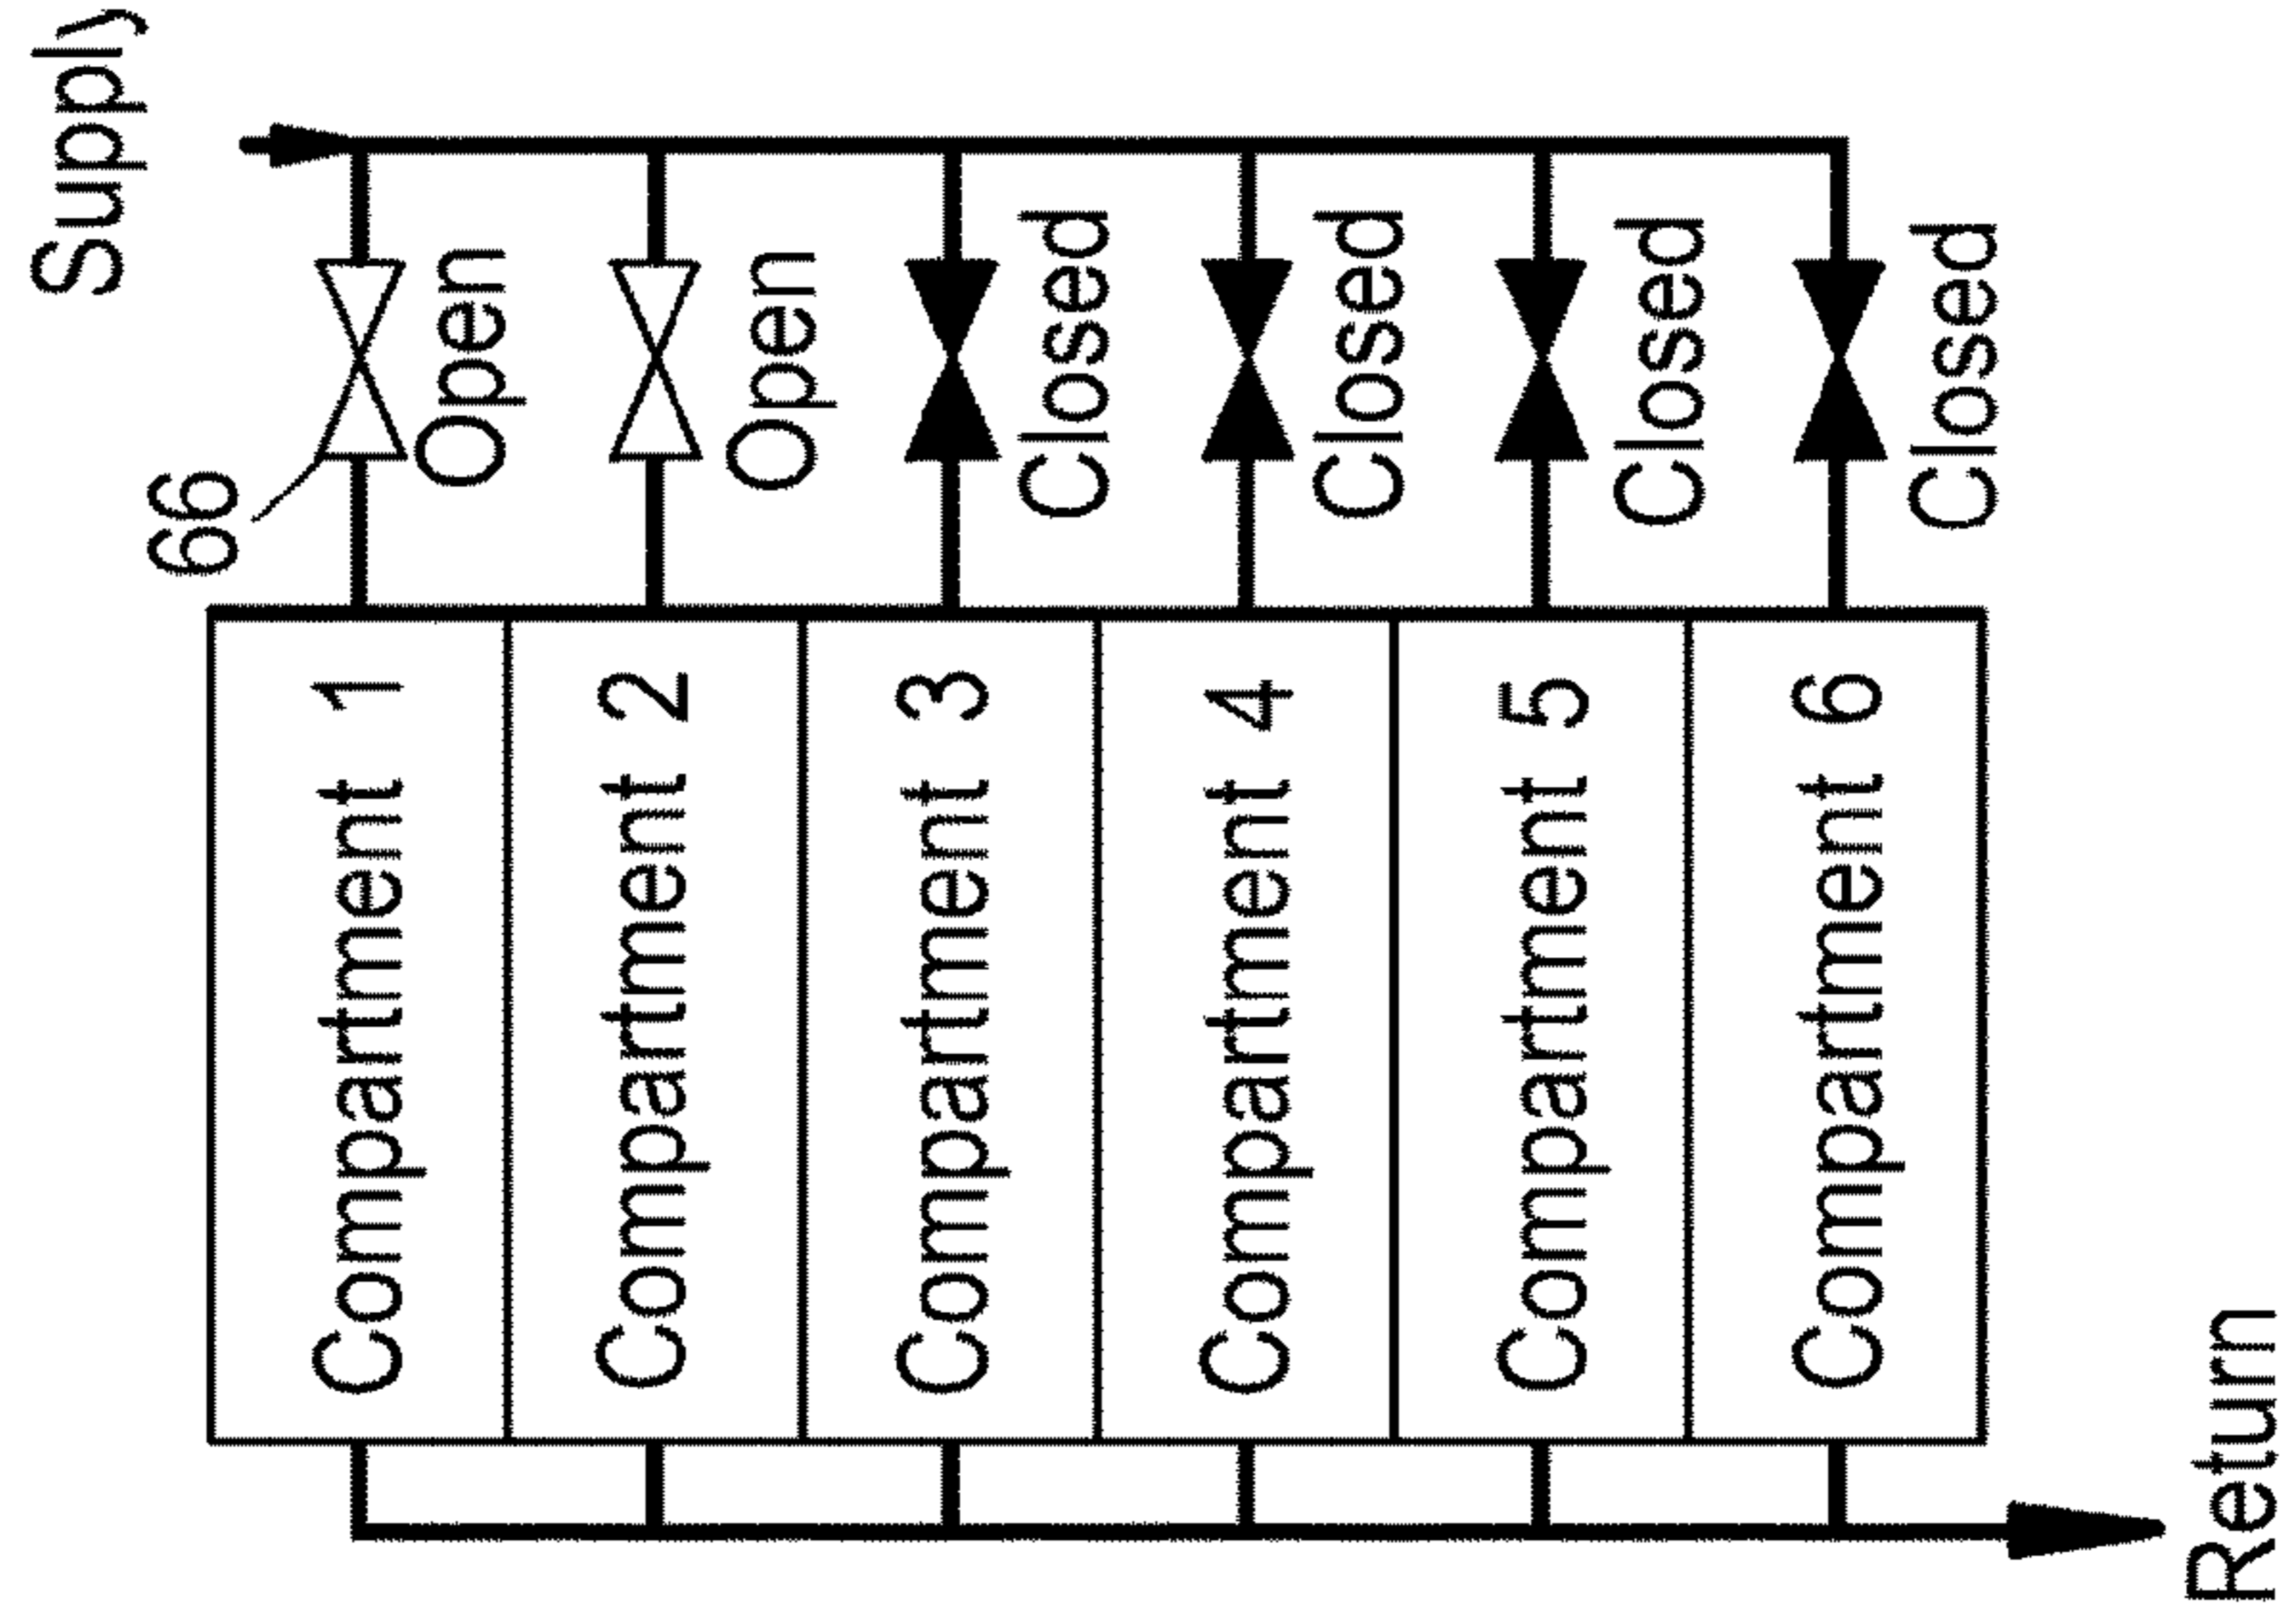 Supply
66
Open
Open
Closed
Closed
Closed
Closed
Compartment 1
Compartment 2
Compartment 3
Compartment 4
Compartment 5
Compartment 6
Return